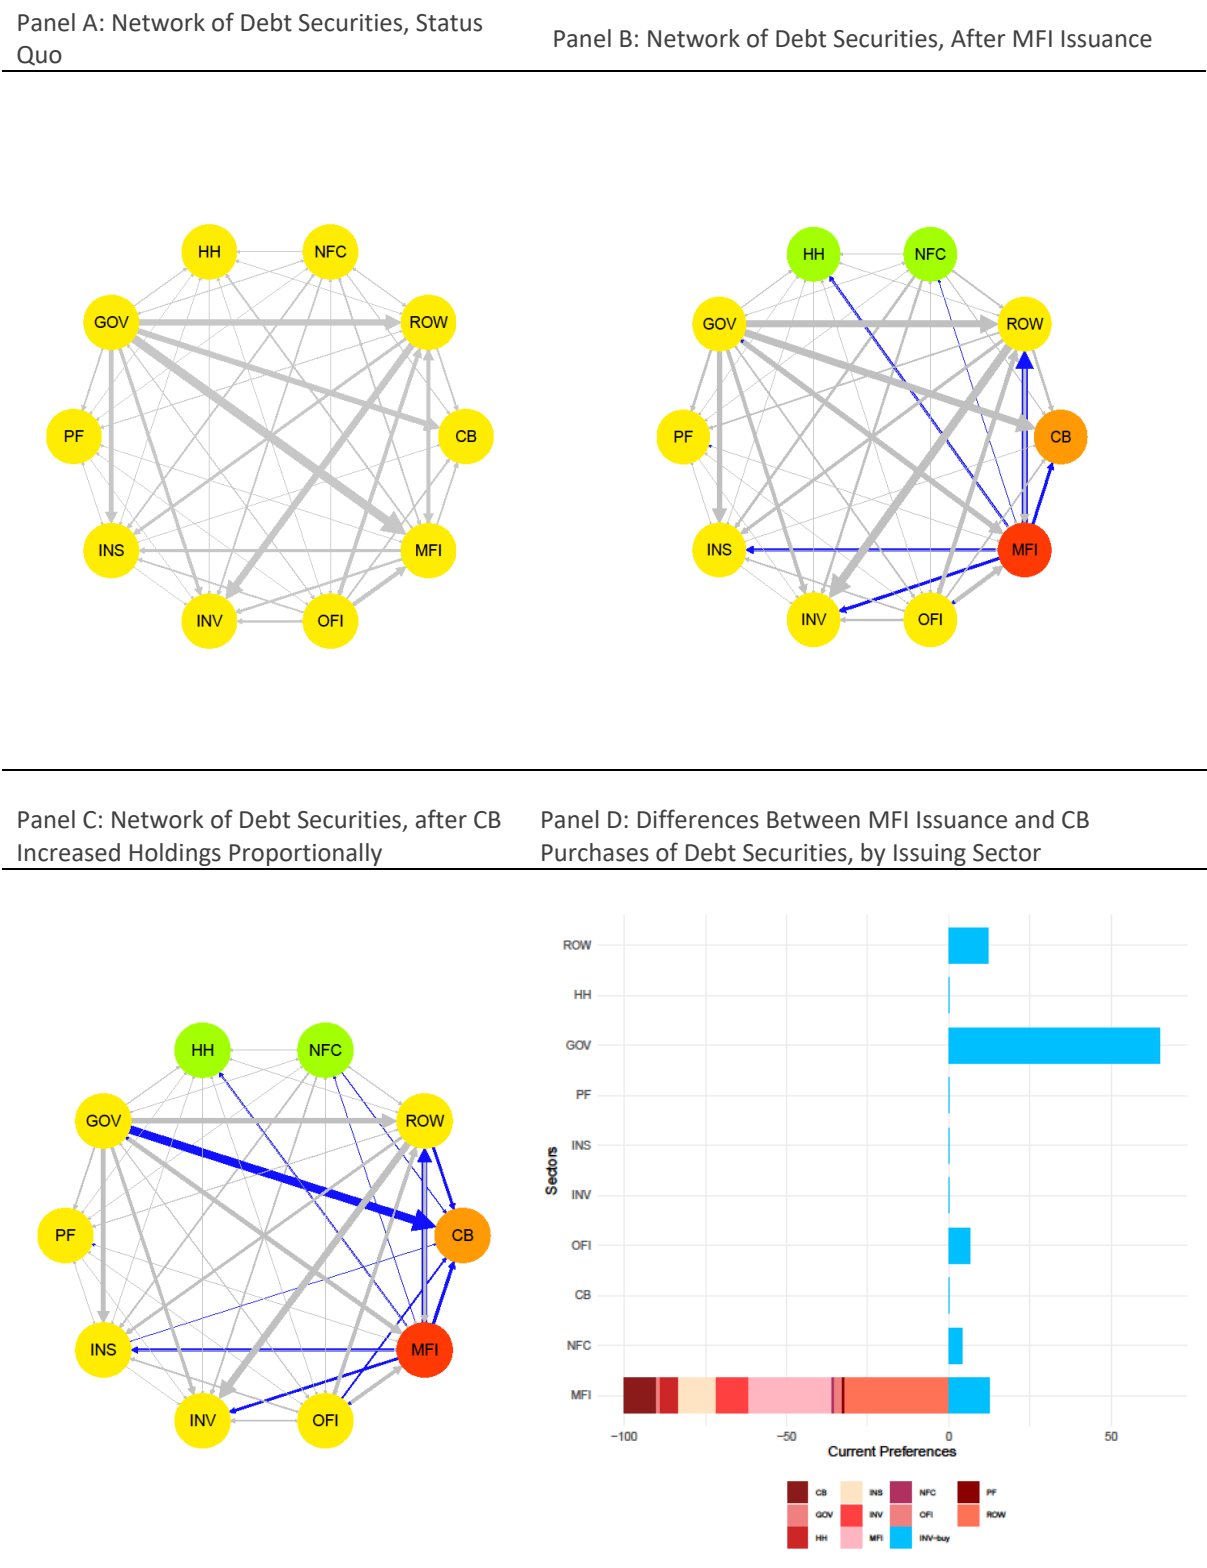 Panel A: Network of Debt Securities, Status
Quo
Panel B: Network of Debt Securities, After MFI Issuance
HH
NFC
GOV
ROW
PF
CB
INS
MFI
INV
OFI
HH
NFC
GOV
ROW
PF
CB
INS
MFI
INV
OFI
Panel C: Network of Debt Securities, after CB
Increased Holdings Proportionally
Panel D: Differences Between MFI Issuance and CB
Purchases of Debt Securities, by Issuing Sector
HH
NFC
GOV
ROW
PF
CB
INS
MFI
INV
OFI
Sectors
ROW
HH
GOV
PF
INS
INV
OFI
CB
NFC
MFI
−100
−50
0
50
Current Preferences
CB
INS
NFC
PF
GOV
INV
OFI
ROW
HH
MFI
INV-buy